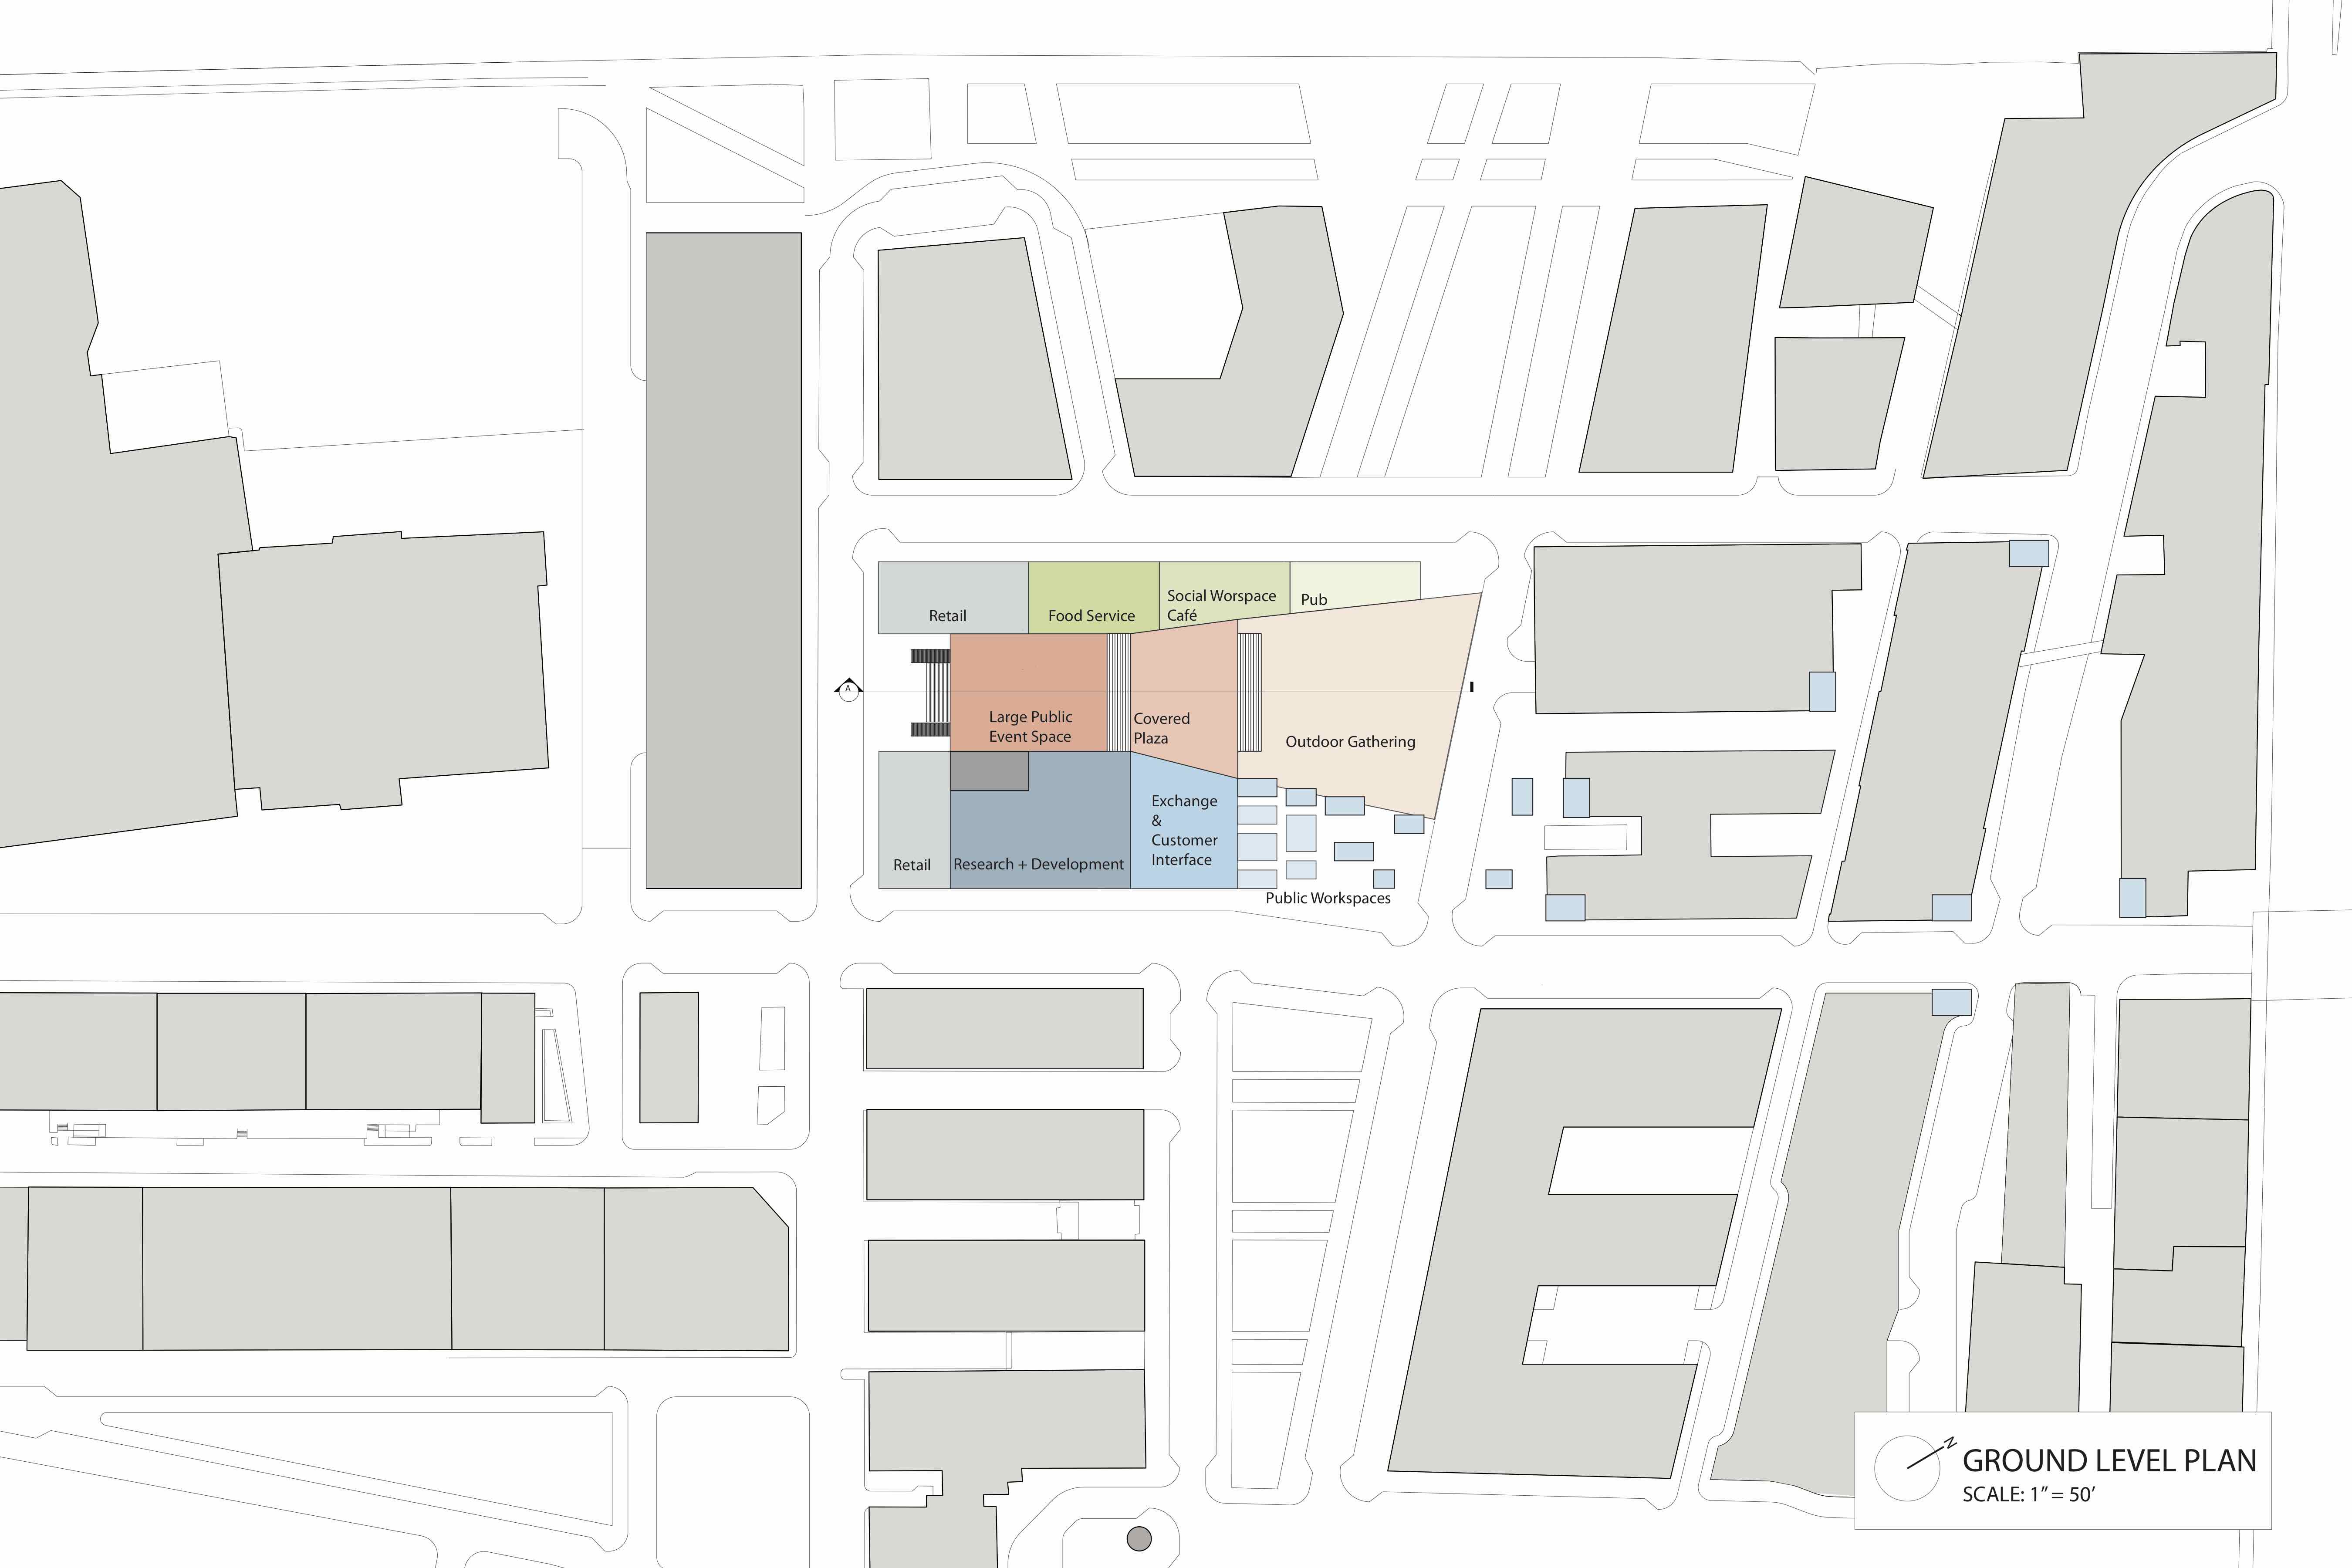 Retail
Food Service
Social Worspace
Café
Pub
A
Large Public
Event Space
Covered
Plaza
Outdoor Gathering
Exchange
&
Customer
Interface
Retail
Research + Development
Public Workspaces
N
GROUND LEVEL PLAN
SCALE: 1” = 50’